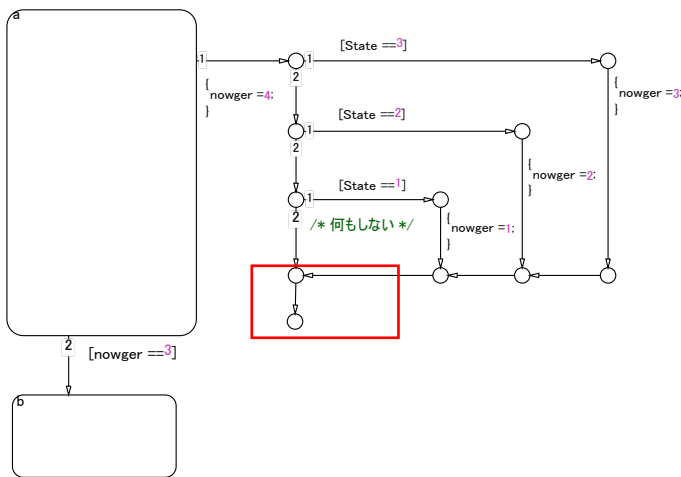 a
1
{
nowger =4;
}
1
[State ==3]
2
{
nowger =3;
}
1
[State ==2]
2
{
nowger =2;
}
1
[State ==1]
2
/* 何もしない */
{
nowger =1;
}
2
[nowger ==3]
b